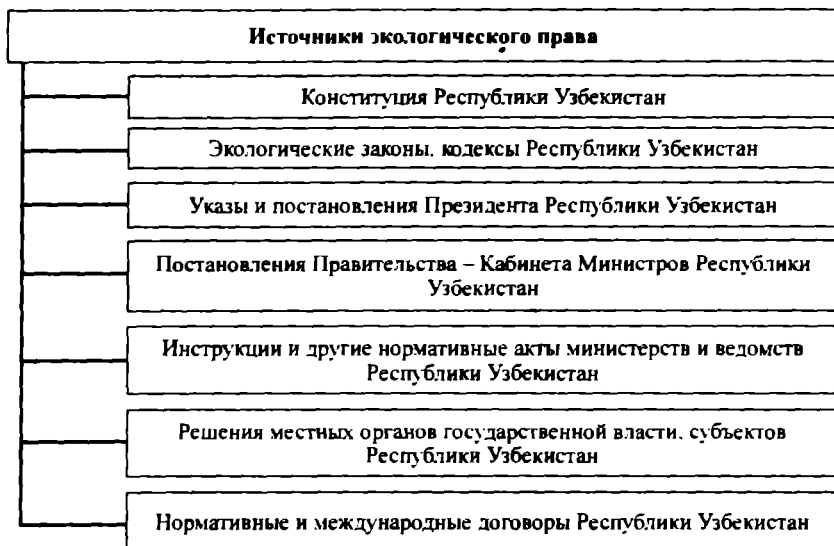 Источники экологического права
Конституция Республики Узбекистан
Экологические законы, кодексы Республики Узбекистан
Указы и постановления Президента Республики Узбекистан
Постановления Правительства – Кабинета Министров Республики
Узбекистан
Инструкции и другие нормативные акты министерств и ведомств
Республики Узбекистан
Решения местных органов государственной власти, субъектов
Республики Узбекистан
Нормативные и международные договоры Республики Узбекистан